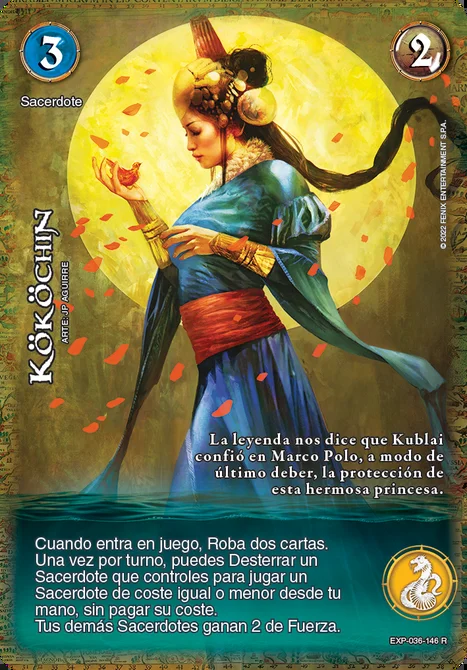 3
2
Sacerdote
KÖKÖCHIN
ARTE: JP AGUIRRE
© 2022 FENIX ENTERTAINMENT S.P.A.
La leyenda nos dice que Kublai
confió en Marco Polo, a modo de
último deber, la protección de
esta hermosa princesa.
Cuando entra en juego, Roba dos cartas.
Una vez por turno, puedes Desterrar un
Sacerdote que controles para jugar un
Sacerdote de coste igual o menor desde tu
mano, sin pagar su coste.
Tus demás Sacerdotes ganan 2 de Fuerza.
EXP-036-146 R